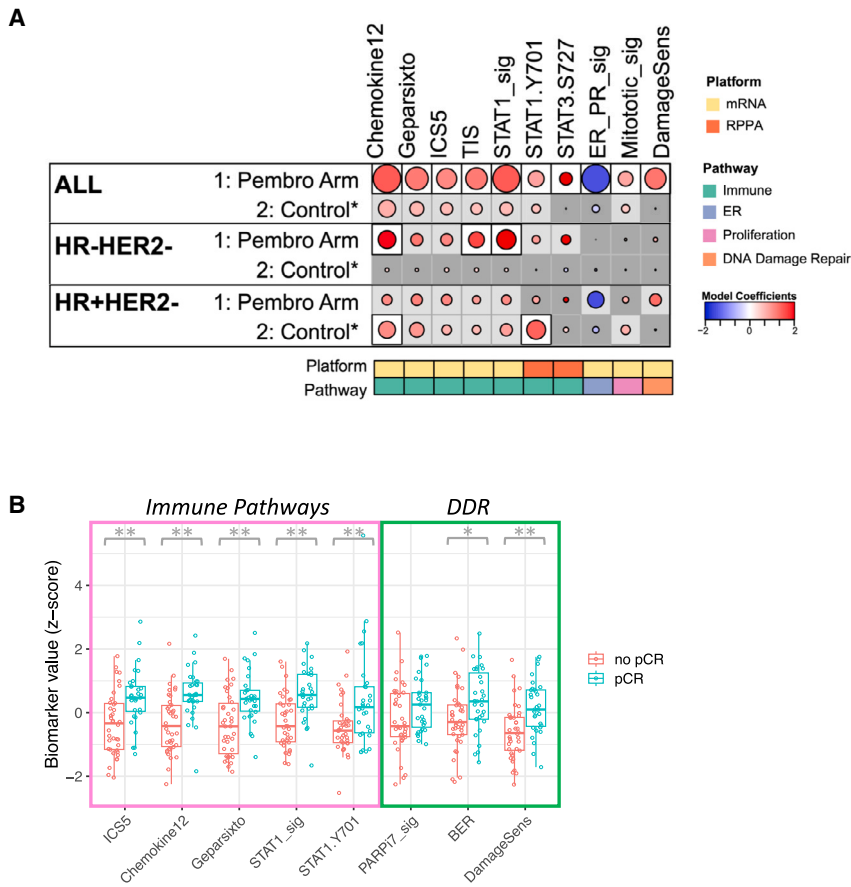 A
Chemokine12
Geparsixto
ICS5
TIS
STAT1_sig
STAT1.Y701
STAT3.S727
ER_PR_sig
Mitototic_sig
DamageSens
ALL
1: Pembro Arm
2: Control*
HR-HER2-
1: Pembro Arm
2: Control*
HR+HER2-
1: Pembro Arm
2: Control*
Platform
Pathway
Platform
mRNA
RPPA
Pathway
Immune
ER
Proliferation
DNA Damage Repair
Model Coefficients
−2 0 2
B
Immune Pathways DDR
** ** ** ** ** * **
Biomarker value (z−score)
4
2
0
−2
ICS5
Chemokine12
Geparsixto
STAT1_sig
STAT1.Y701
PARPi7_sig
BER
DamageSens
no pCR
pCR